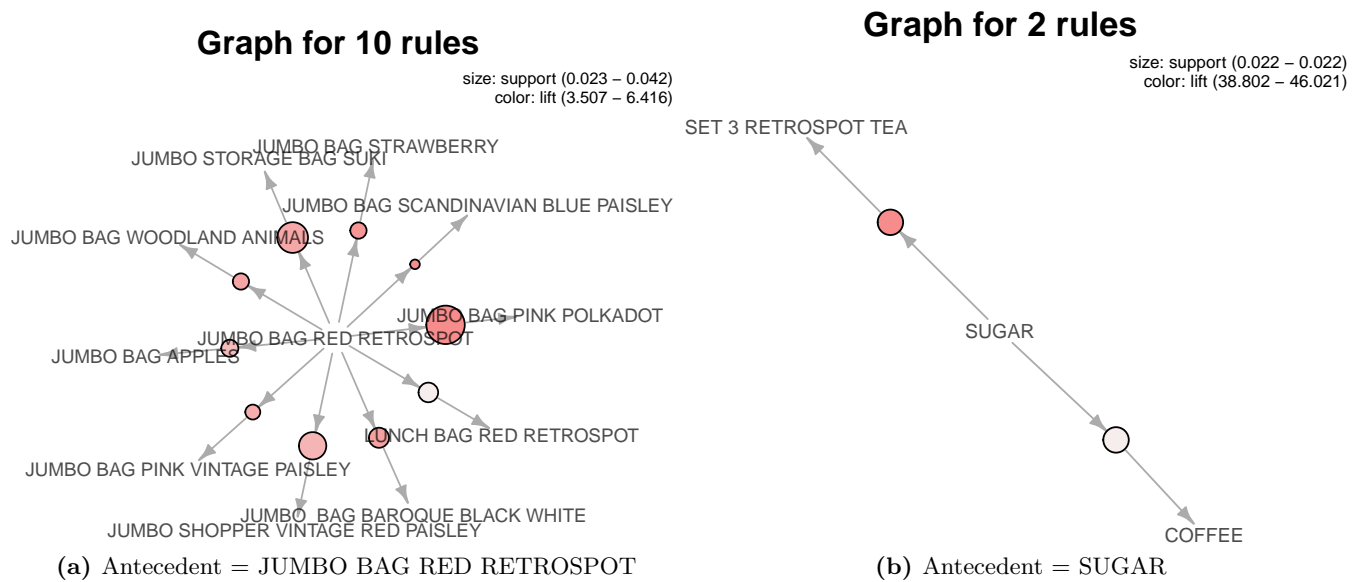 Graph for 10 rules
size: support (0.023 − 0.042)
color: lift (3.507 − 6.416)
JUMBO BAG STRAWBERRY
JUMBO STORAGE BAG SUKI
JUMBO BAG SCANDINAVIAN BLUE PAISLEY
JUMBO BAG WOODLAND ANIMALS
JUMBO BAG PINK POLKADOT
JUMBO BAG RED RETROSPOT
JUMBO BAG APPLES
LUNCH BAG RED RETROSPOT
JUMBO BAG PINK VINTAGE PAISLEY
JUMBO  BAG BAROQUE BLACK WHITE
JUMBO SHOPPER VINTAGE RED PAISLEY
(a) Antecedent = JUMBO BAG RED RETROSPOT
Graph for 2 rules
size: support (0.022 − 0.022)
color: lift (38.802 − 46.021)
SET 3 RETROSPOT TEA
SUGAR
COFFEE
(b) Antecedent = SUGAR